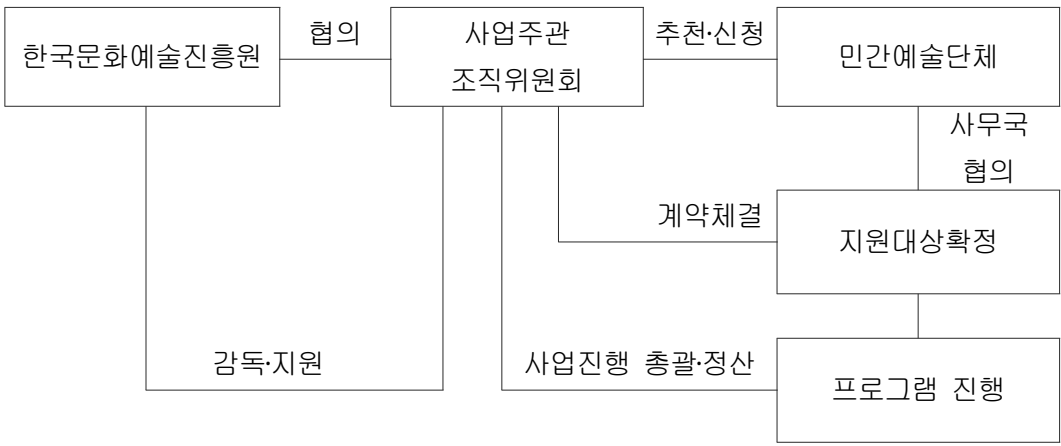 한국문화예술진흥원
협의
사업주관
조직위원회
추천·신청
민간예술단체
사무국
협의
계약체결
지원대상확정
감독·지원
사업진행 총괄·정산
프로그램 진행